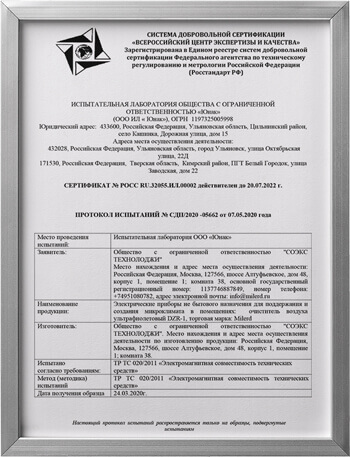 СИСТЕМА ДОБРОВОЛЬНОЙ СЕРТИФИКАЦИИ
«ВСЕРОССИЙСКИЙ ЦЕНТР ЭКСПЕРТИЗЫ И КАЧЕСТВА»
Зарегистрирована в Едином реестре систем добровольной
сертификации Федерального агентства по техническому
регулированию и метрологии Российской Федерации
(Росстандарт РФ)
ИСПЫТАТЕЛЬНАЯ ЛАБОРАТОРИЯ ОБЩЕСТВА С ОГРАНИЧЕННОЙ
ОТВЕТСТВЕННОСТЬЮ «Юнак»
(ООО ИЛ « Юнак»), ОГРН 1197325005998
Юридический адрес: 433600, Российская Федерация, Ульяновская область, Цильнинский район,
село Кашинка, Дорожная улица, дом 15
Адреса места осуществления деятельности:
432028, Российская Федерация, Ульяновская область, город Ульяновск, улица Октябрьская
улица, 22Д
171530, Российская Федерация, Тверская область, Кимрский район, ПГТ Белый Городок, улица
Заводская, дом 22
СЕРТИФИКАТ № РОСС RU.32055.ИЛ.00002 действителен до 20.07.2022 г.
ПРОТОКОЛ ИСПЫТАНИЙ № СДП/2020 -05662 от 07.05.2020 года
Место проведения испытаний: Испытательная лаборатория ООО «Юнак»
Заявитель: Общество с ограниченной ответственностью "СОЭКС
ТЕХНОЛОДЖИ"
Место нахождения и адрес места осуществления деятельности:
Российская Федерация, Москва, 127566, шоссе Алтуфьевское, дом 48,
корпус 1, помещение 1; комната 38, основной государственный
регистрационный номер: 1137746887849, номер телефона:
+74951080782, адрес электронной почты: info@mailerd.ru
Наименование продукции: Электрические приборы не бытового назначения для поддержания и
создания микроклимата в помещениях: очиститель воздуха
ультрафиолетовый DZR-1, торговая марка: Milerd
Изготовитель: Общество с ограниченной ответственностью "СОЭКС
ТЕХНОЛОДЖИ". Место нахождения и адрес места осуществления
деятельности по изготовлению продукции: Российская Федерация,
Москва, 127566, шоссе Алтуфьевское, дом 48, корпус 1, помещение
1; комната 38.
Испытано согласно требованиям: ТР ТС 020/2011 «Электромагнитная совместимость технических
средств»
Метод (методика) испытаний: ТР ТС 020/2011 «Электромагнитная совместимость технических
средств»
Дата получения образца 24.03.2020г.
Настоящий протокол испытаний распространяется только на образцы, подвергнутые
испытаниям